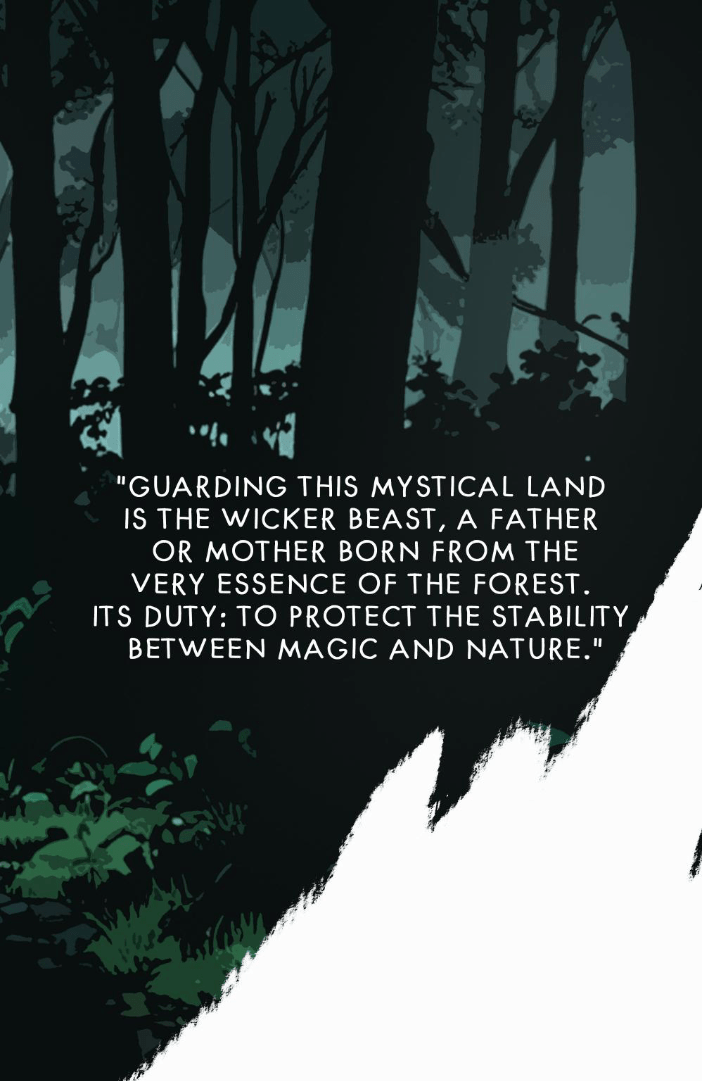 "GUARDING THIS MYSTICAL LAND
IS THE WICKER BEAST, A FATHER
OR MOTHER BORN FROM THE
VERY ESSENCE OF THE FOREST.
ITS DUTY: TO PROTECT THE STABILITY
BETWEEN MAGIC AND NATURE."